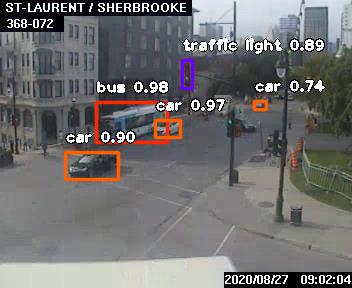 ST-LAURENT / SHERBROOKE
368-072
traffic light 0.89
bus 0.98
car 0.74
car 0.97
car 0.90
2020/08/27 09:02:04